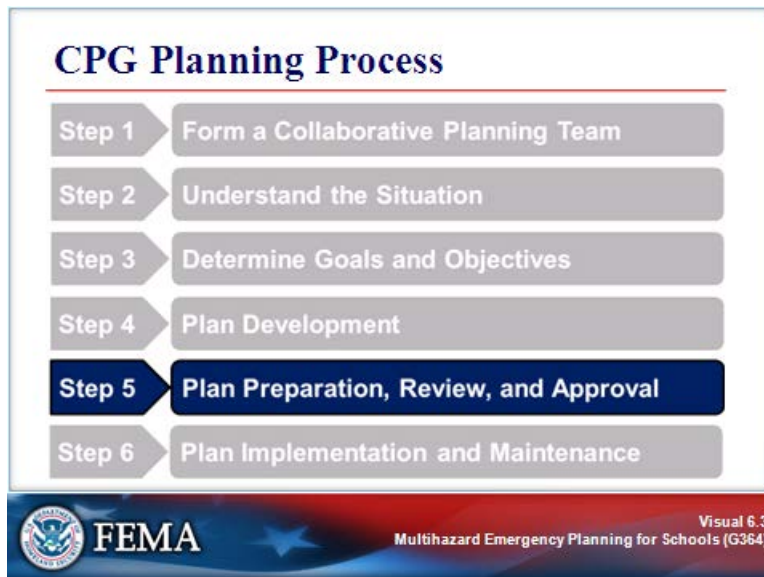 CPG Planning Process
Step 1 Form a Collaborative Planning Team
Step 2 Understand the Situation
Step 3 Determine Goals and Objectives
Step 4 Plan Development
Step 5 Plan Preparation, Review, and Approval
Step 6 Plan Implementation and Maintenance
FEMA
Visual 6.3
Multihazard Emergency Planning for Schools (G364)